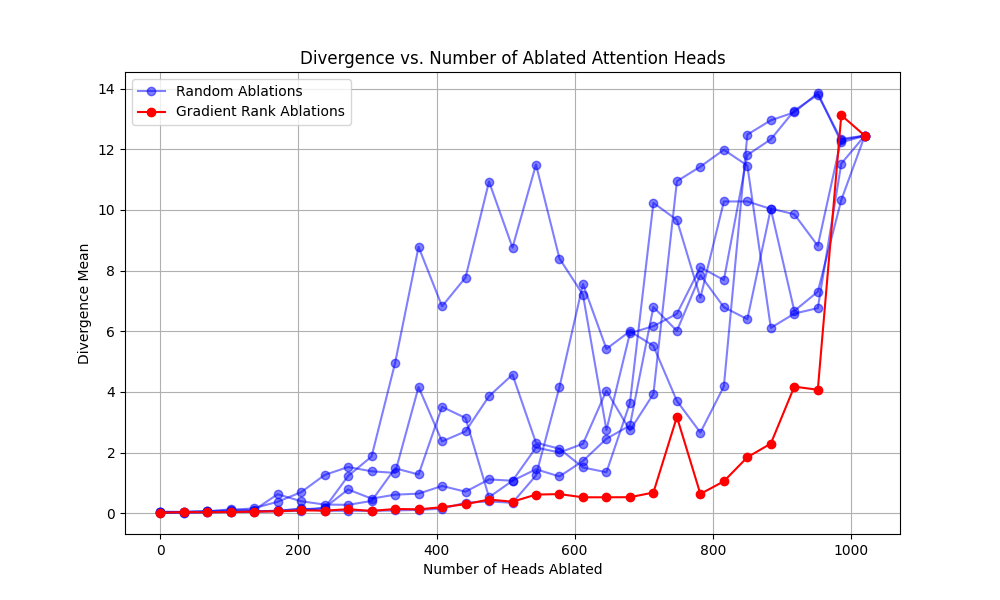 Divergence vs. Number of Ablated Attention Heads
Random Ablations
Gradient Rank Ablations
14
12
10
8
6
4
2
0
Divergence Mean
0 200 400 600 800 1000
Number of Heads Ablated